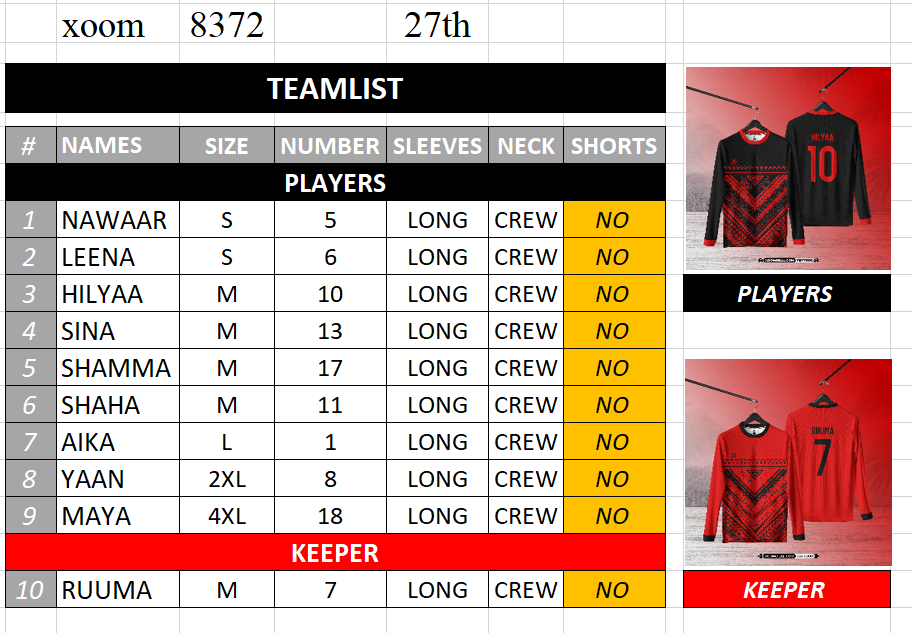 xoom 8372 27th
TEAMLIST
# NAMES SIZE NUMBER SLEEVES NECK SHORTS
PLAYERS
1 NAWAAR S 5 LONG CREW NO
2 LEENA S 6 LONG CREW NO
3 HILYAA M 10 LONG CREW NO
4 SINA M 13 LONG CREW NO
5 SHAMMA M 17 LONG CREW NO
6 SHAHA M 11 LONG CREW NO
7 AIKA L 1 LONG CREW NO
8 YAAN 2XL 8 LONG CREW NO
9 MAYA 4XL 18 LONG CREW NO
KEEPER
10 RUUMA M 7 LONG CREW NO
HILYAA
10
PLAYERS
RUUMA
7
KEEPER